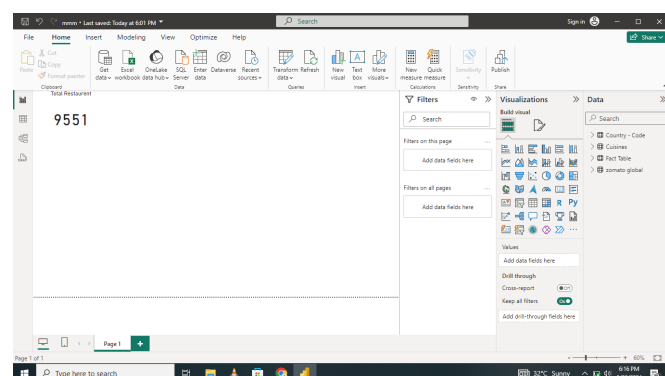 mmm • Last saved: Today at 6:01 PM
Search
Sign in
File Home Insert Modeling View Optimize Help
Share
Paste
Cut
Copy
Format painter
Clipboard
Get data
Excel workbook
OneLake data hub
SQL Server
Enter data
Dataverse
Recent sources
Data
Transform data
Refresh
Queries
New visual
Text box
More visuals
Insert
New measure
Quick measure
Calculations
Sensitivity
Sensitivity
Publish
Share
Total Restaurent
9551
Filters
Search
Filters on this page
Add data fields here
Filters on all pages
Add data fields here
Visualizations
Build visual
R Py
Values
Add data fields here
Drill through
Cross-report
Off
Keep all filters
On
Add drill-through fields here
Data
Search
Country - Code
Cuisines
Fact Table
zomato global
Page 1
Page 1 of 1
60%
Type here to search
32°C Sunny
6:16 PM